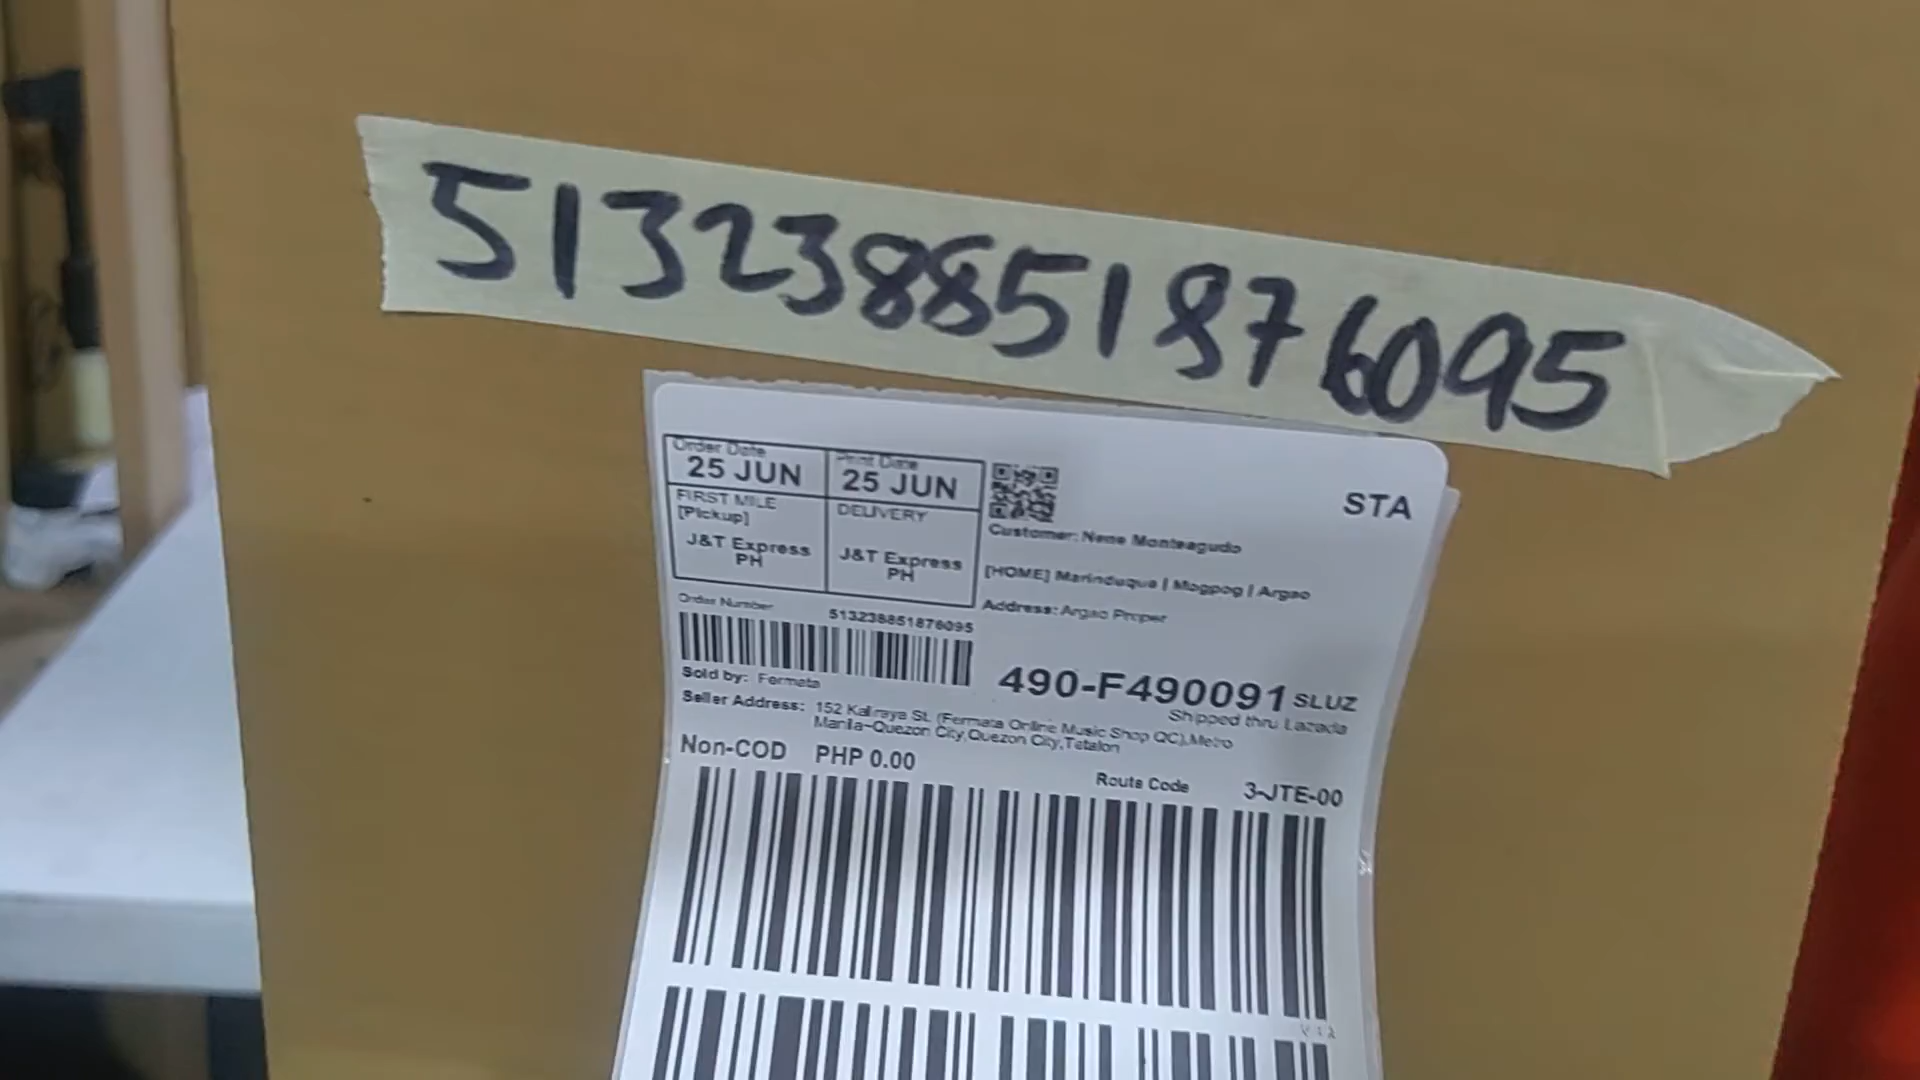 513238851876095
Order Date
25 JUN
Print Date
25 JUN
FIRST MILE
[Pickup]
J&T Express
PH
DELIVERY
J&T Express
PH
STA
Customer: Nene Monteagudo
[HOME] Marinduque | Mogpog | Argao
Address: Argao Proper
Order Number
513238851876095
490-F490091 SLUZ
Shipped thru Lazada
Sold by: Fermata
Seller Address: 152 Kaliraya St. (Fermata Online Music Shop QC),Metro
Manila~Quezon City,Quezon City,Tatalon
Non-COD PHP 0.00
Route Code 3-JTE-00